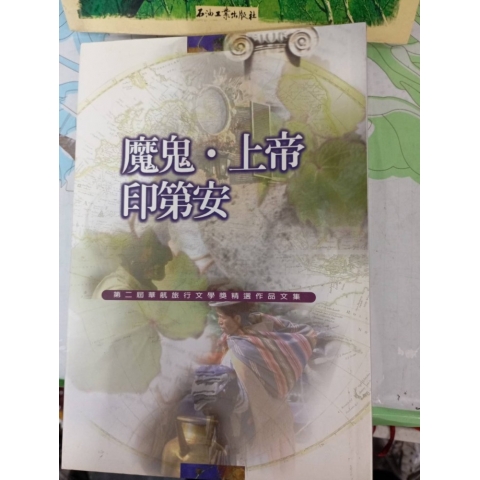 石油工業出版社
魔鬼·上帝
印第安
第二屆華航旅行文學獎精選作品文集